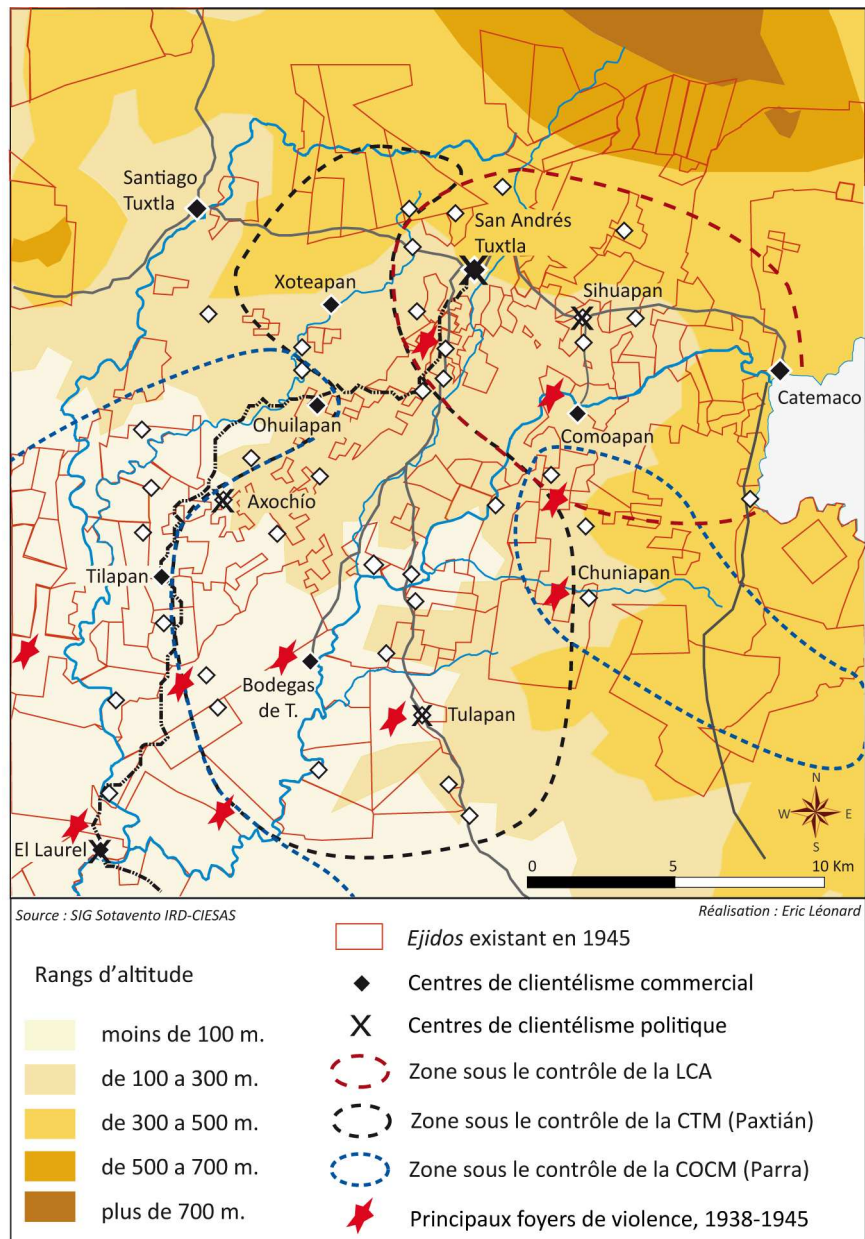 Santiago
Tuxtla
San Andrés
Tuxtla
Xoteapan
Sihuapan
Catemaco
Ohuilapan
Comoapan
Axochío
Tilapan
Chuniapan
Bodegas
de T.
Tulapan
El Laurel
N
W
E
S
0
5
10 Km
Source : SIG Sotavento IRD-CIESAS
Réalisation : Eric Léonard
Rangs d'altitude
moins de 100 m.
de 100 a 300 m.
de 300 a 500 m.
de 500 a 700 m.
plus de 700 m.
Ejidos existant en 1945
Centres de clientélisme commercial
Centres de clientélisme politique
Zone sous le contrôle de la LCA
Zone sous le contrôle de la CTM (Paxtián)
Zone sous le contrôle de la COCM (Parra)
Principaux foyers de violence, 1938-1945